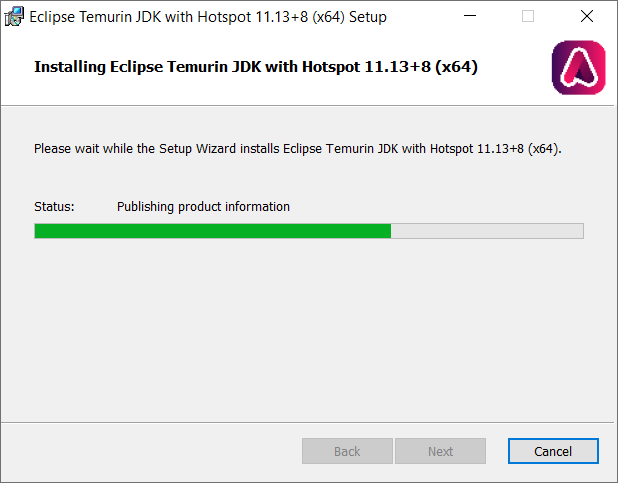 Eclipse Temurin JDK with Hotspot 11.13+8 (x64) Setup
Installing Eclipse Temurin JDK with Hotspot 11.13+8 (x64)
Please wait while the Setup Wizard installs Eclipse Temurin JDK with Hotspot 11.13+8 (x64).
Status: Publishing product information
Back Next Cancel